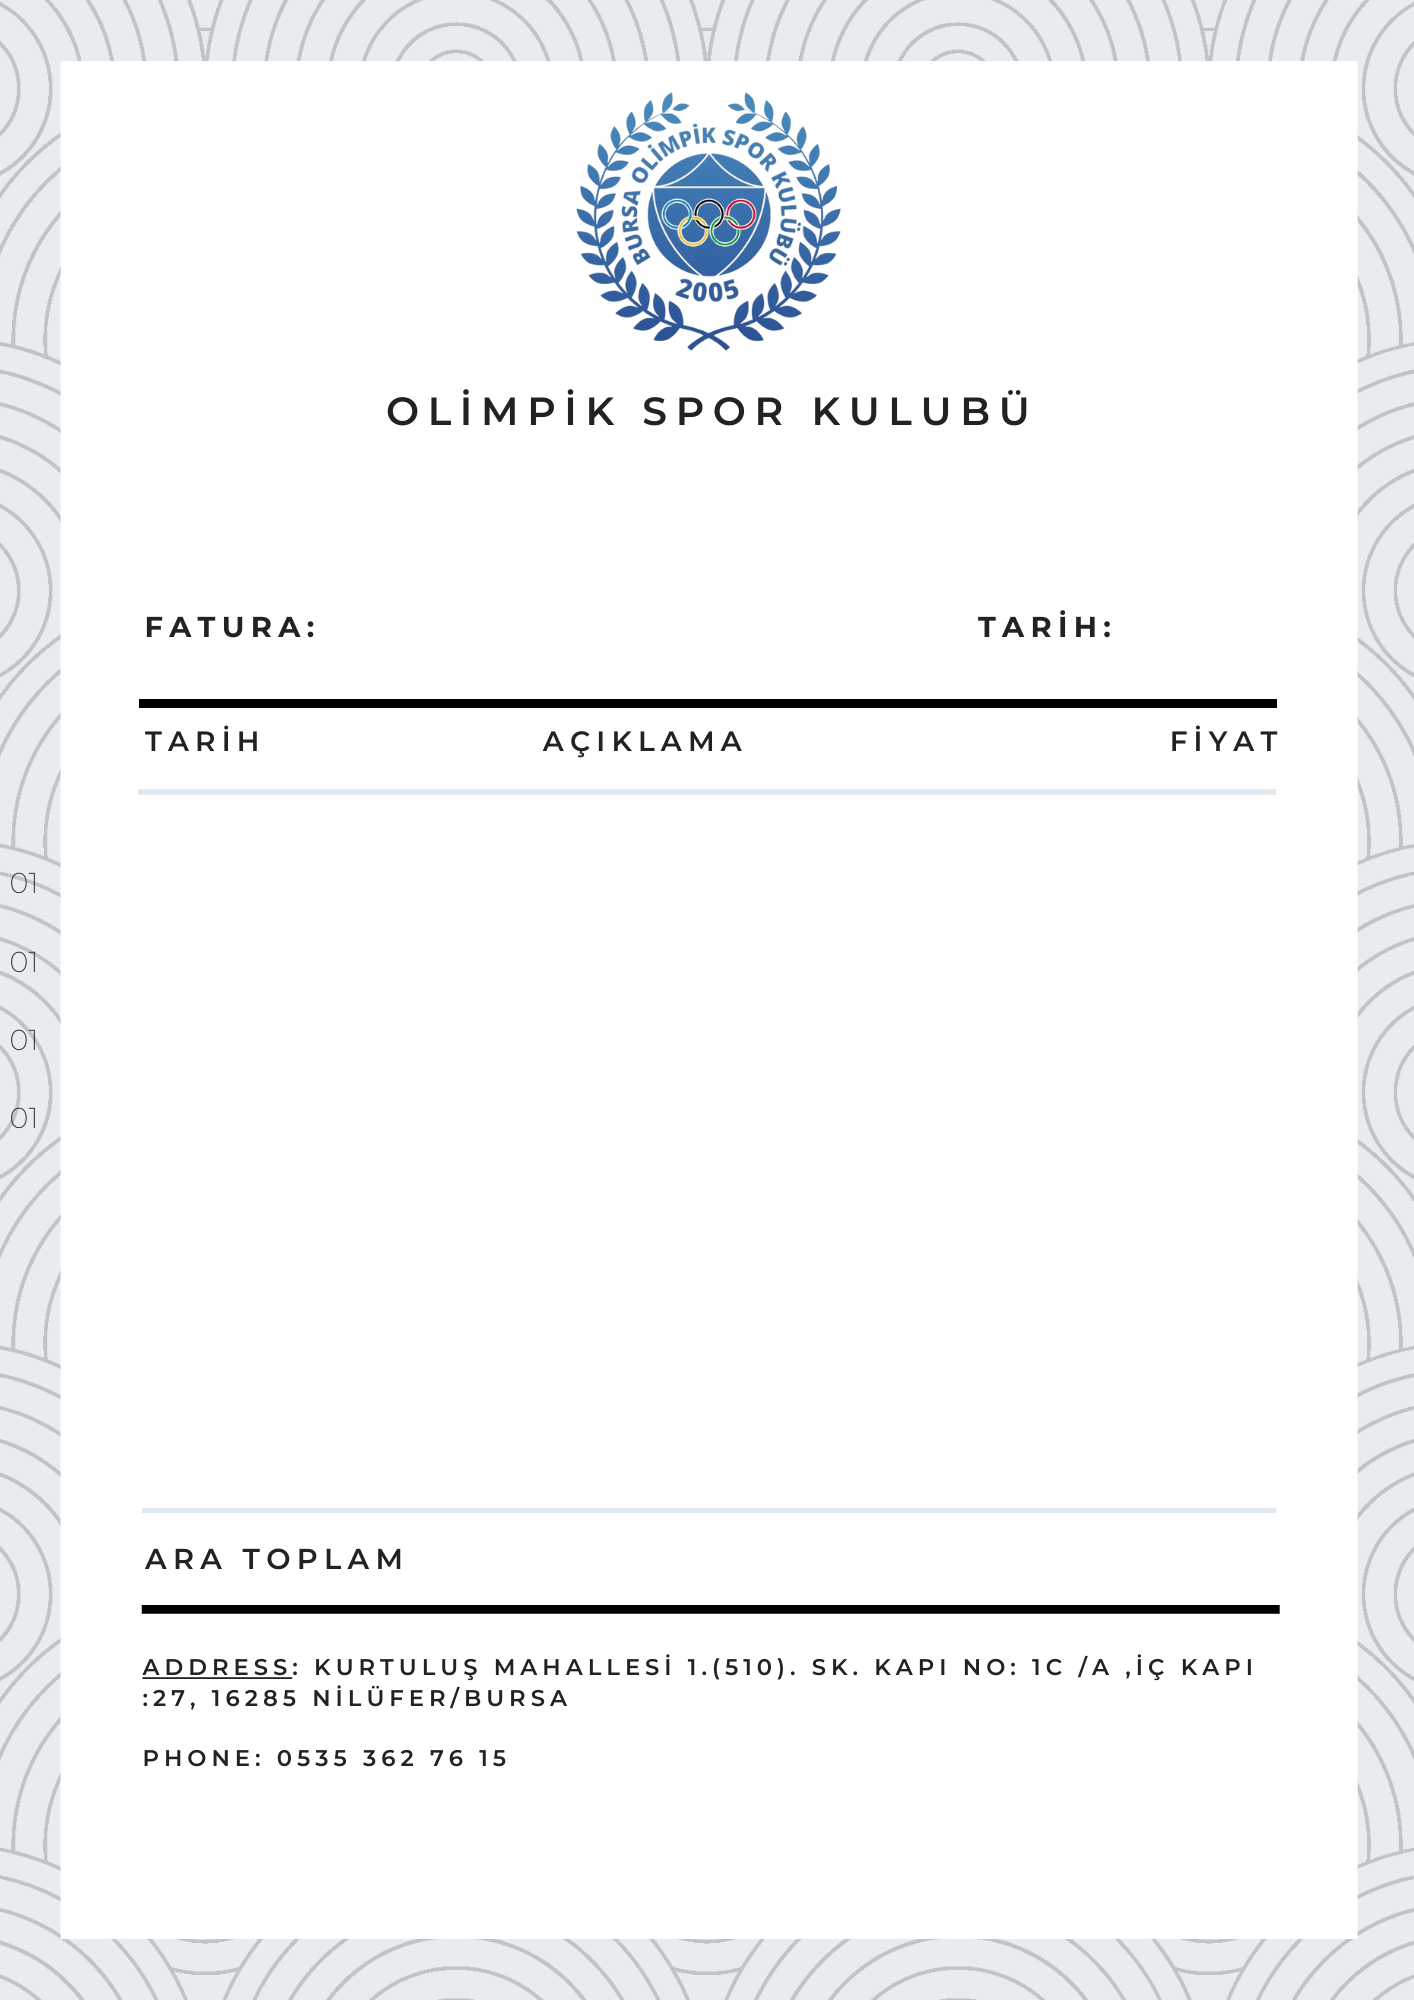 BURSA OLİMPİK SPOR KULÜBÜ
2005
OLİMPİK SPOR KULUBÜ
FATURA: TARİH:
TARİH AÇIKLAMA FİYAT
01
01
01
01
ARA TOPLAM
ADDRESS: KURTULUŞ MAHALLESİ 1.(510). SK. KAPI NO: 1C /A ,İÇ KAPI
:27, 16285 NİLÜFER/BURSA
PHONE: 0535 362 76 15